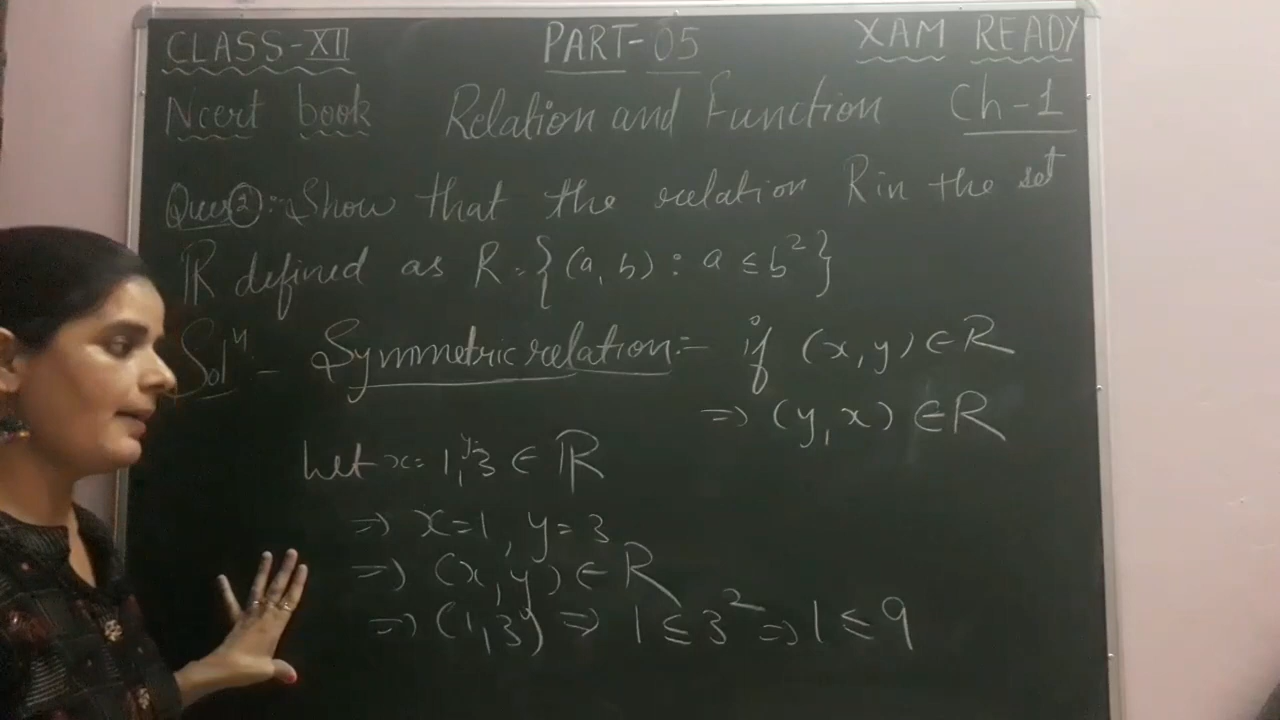 CLASS-XII PART-05 XAM READY
Ncert book Relation and Function Ch-1
Ques ②:- Show that the relation R in the set
ℝ defined as R = {(a, b) : a ≤ b²}
Solⁿ :- Symmetric relation :- if (x, y) ∈ R
⇒ (y, x) ∈ R
Let x = 1, y= 3 ∈ ℝ
⇒ x = 1, y = 3
⇒ (x, y) ∈ R
⇒ (1, 3) ⇒ 1 ≤ 3² ⇒ 1 ≤ 9